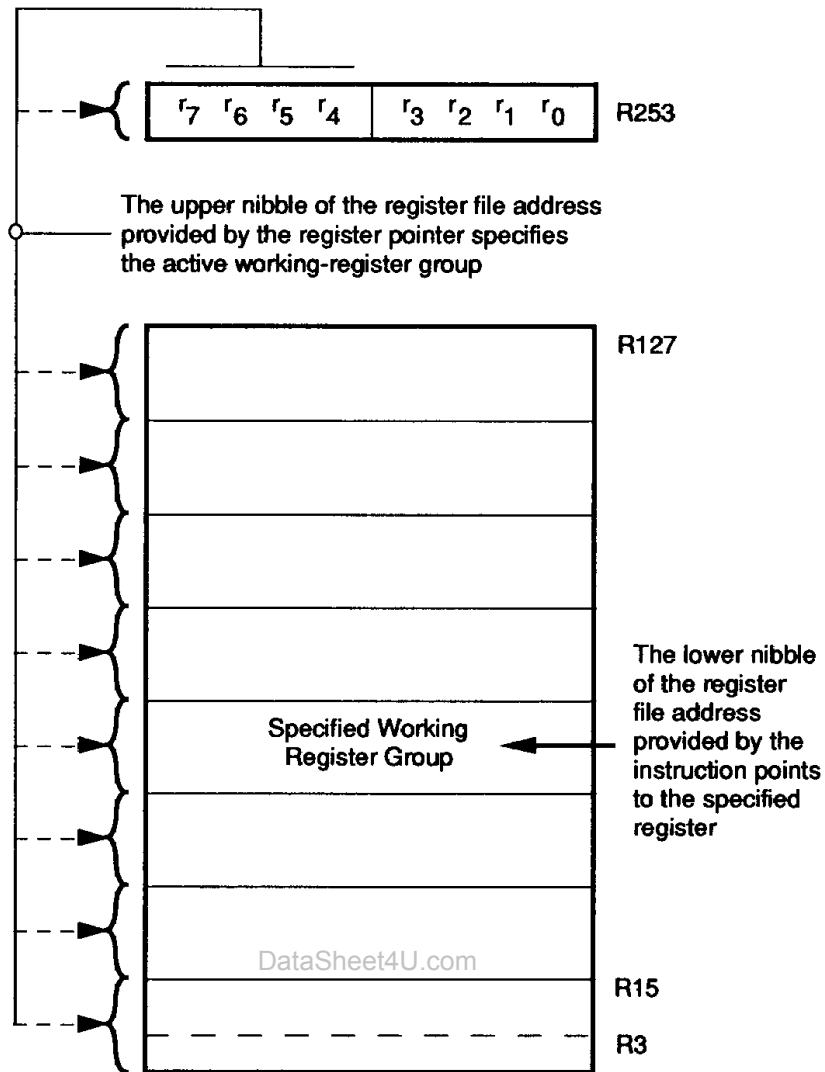 r7 r6 r5 r4 r3 r2 r1 r0 R253
The upper nibble of the register file address
provided by the register pointer specifies
the active working-register group
R127
The lower nibble
of the register
file address
provided by the
instruction points
to the specified
register
Specified Working
Register Group
DataSheet4U.com
R15
R3